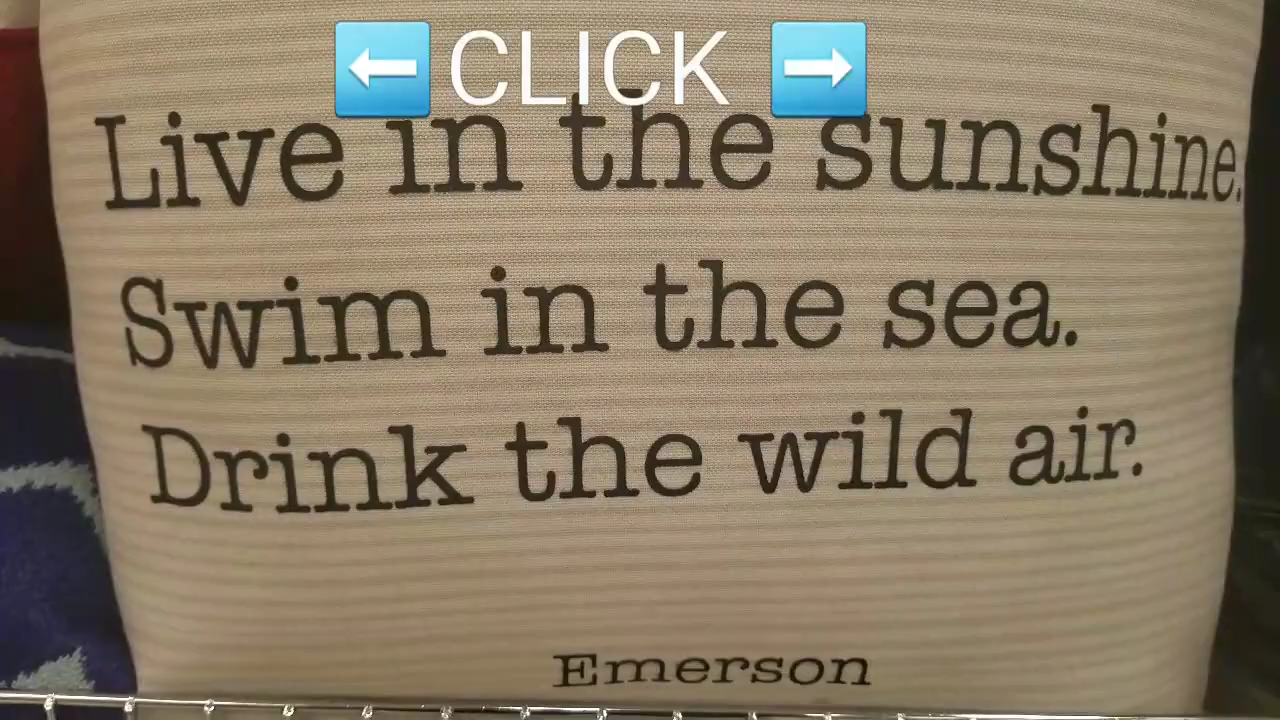 ⬅CLICK ➡
Live in the sunshine.
Swim in the sea.
Drink the wild air.
Emerson